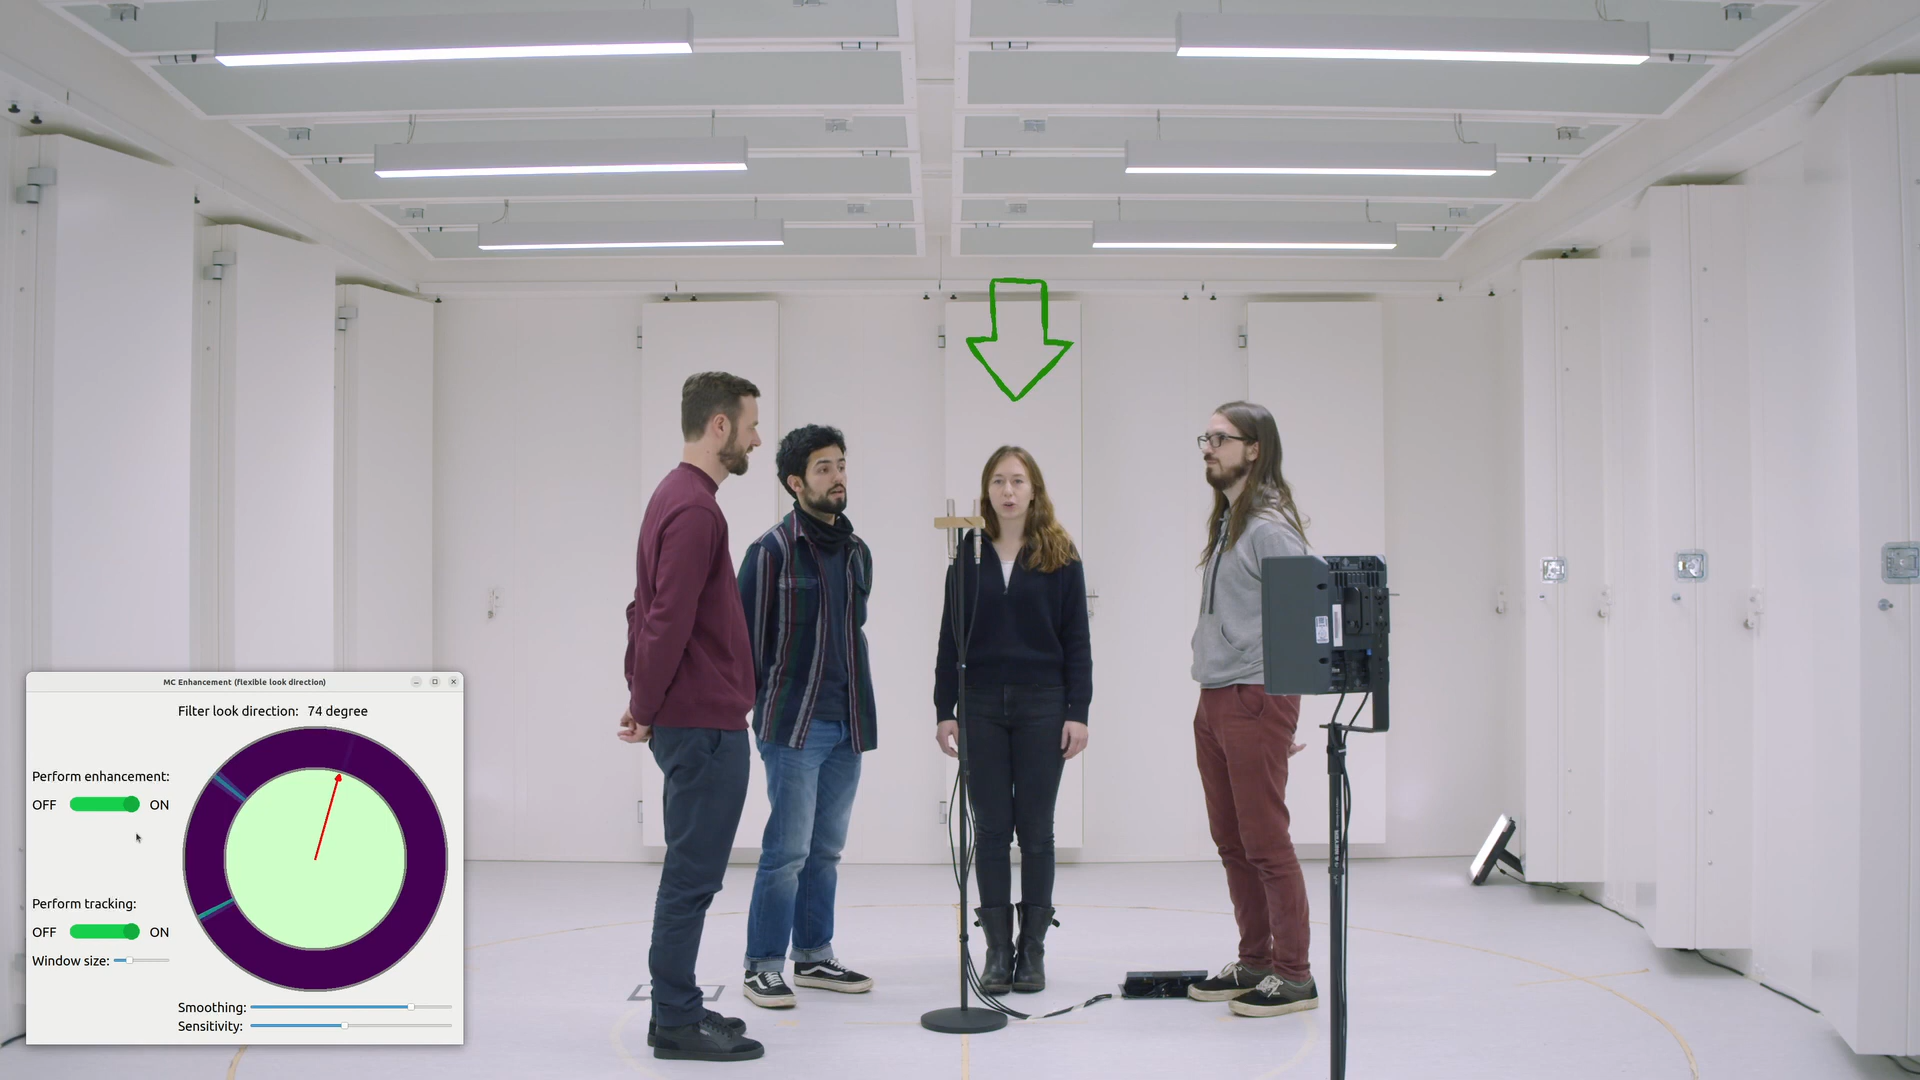 MC Enhancement (flexible look direction)
Filter look direction: 74 degree
Perform enhancement:
OFF ON
Perform tracking:
OFF ON
Window size:
Smoothing:
Sensitivity: